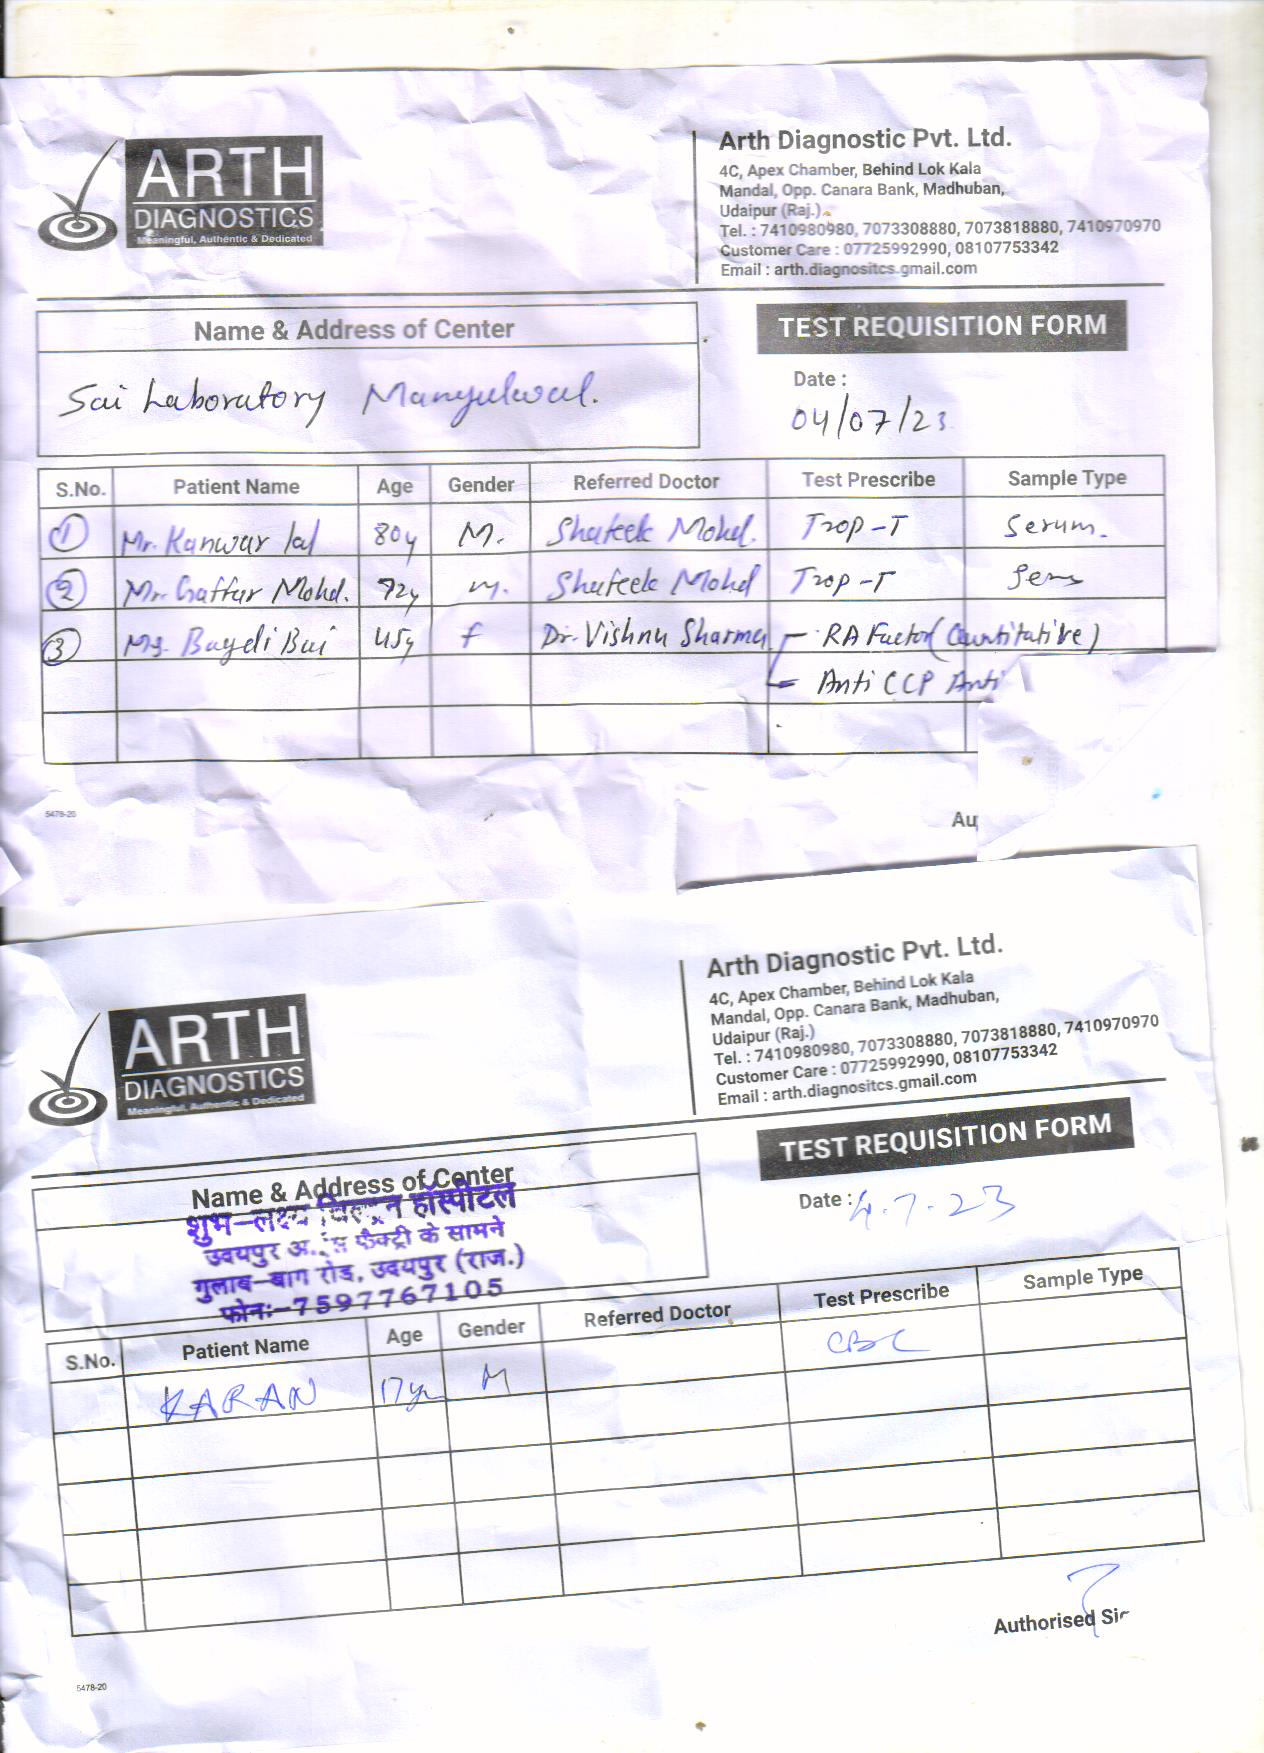 ARTH
DIAGNOSTICS
Meaningful, Authentic & Dedicated
Arth Diagnostic Pvt. Ltd.
4C, Apex Chamber, Behind Lok Kala
Mandal, Opp. Canara Bank, Madhuban,
Udaipur (Raj.)
Tel. : 7410980980, 7073308880, 7073818880, 7410970970
Customer Care : 07725992990, 08107753342
Email : arth.diagnositcs.gmail.com
Name & Address of Center
TEST REQUISITION FORM
Sai Laboratory
Date :
04/07/23
S.No. Patient Name Age Gender Referred Doctor Test Prescribe Sample Type
1 Mr. Kanwar lal 80y M. Shafeek Mohd. Trop-T Serum.
2 Mr. Gaffur Mohd. 72y m. Shafeek Mohd Trop-T
3 45y f Dr. Vishnu Sharma RA Factor (Quantitative)
Anti CCP Anti
5478-20
Au
ARTH
DIAGNOSTICS
Meaningful, Authentic & Dedicated
Arth Diagnostic Pvt. Ltd.
4C, Apex Chamber, Behind Lok Kala
Mandal, Opp. Canara Bank, Madhuban,
Udaipur (Raj.)
Tel. : 7410980980, 7073308880, 7073818880, 7410970970
Customer Care : 07725992990, 08107753342
Email : arth.diagnositcs.gmail.com
Name & Address of Center
TEST REQUISITION FORM
शुभ-लक्ष्य हॉस्पीटल
उदयपुर फैक्ट्री के सामने
गुलाब-बाग रोड, उदयपुर (राज.)
फोन:-7597767105
Date : 4.7.23
S.No. Patient Name Age Gender Referred Doctor Test Prescribe Sample Type
KARAN 17yr M CBC
Authorised Sig
5478-20